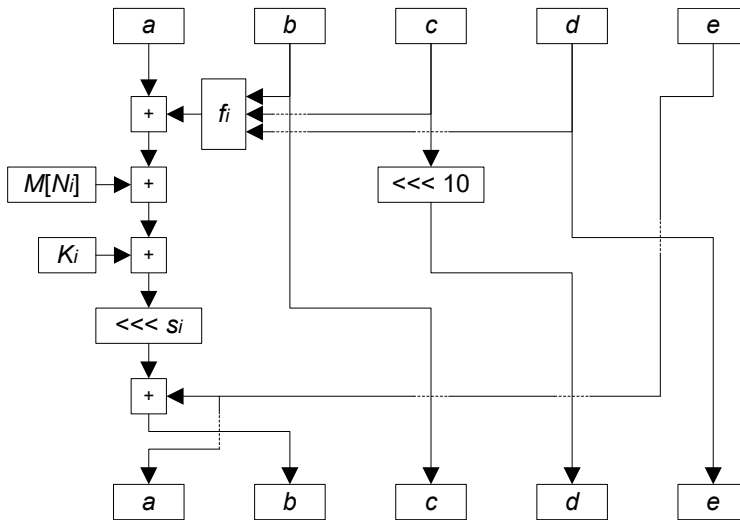 a b c d e
fi
+
M[Ni] + <<< 10
Ki +
<<< si
+
a b c d e